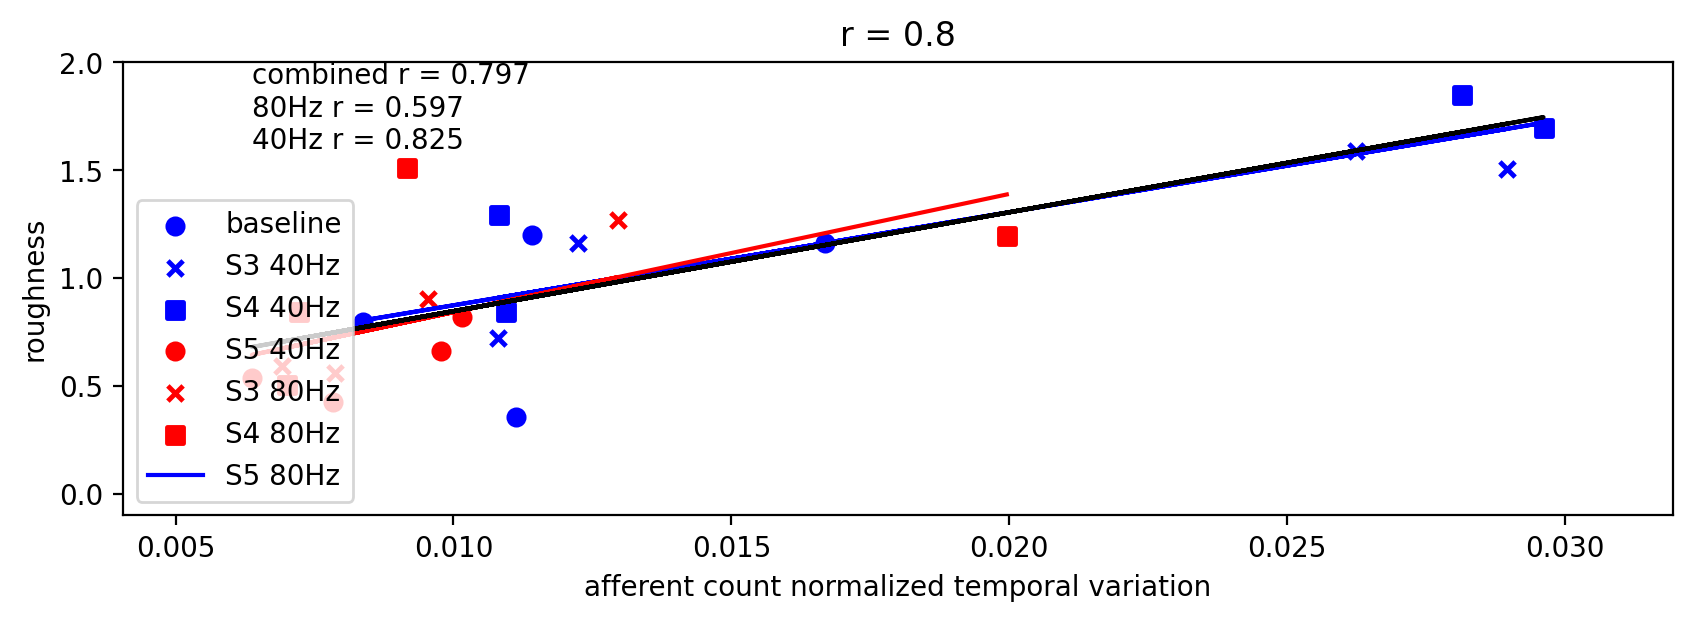 r = 0.8
combined r = 0.797
80Hz r = 0.597
40Hz r = 0.825
2.0
1.5
1.0
0.5
0.0
roughness
baseline
S3 40Hz
S4 40Hz
S5 40Hz
S3 80Hz
S4 80Hz
S5 80Hz
0.005 0.010 0.015 0.020 0.025 0.030
afferent count normalized temporal variation